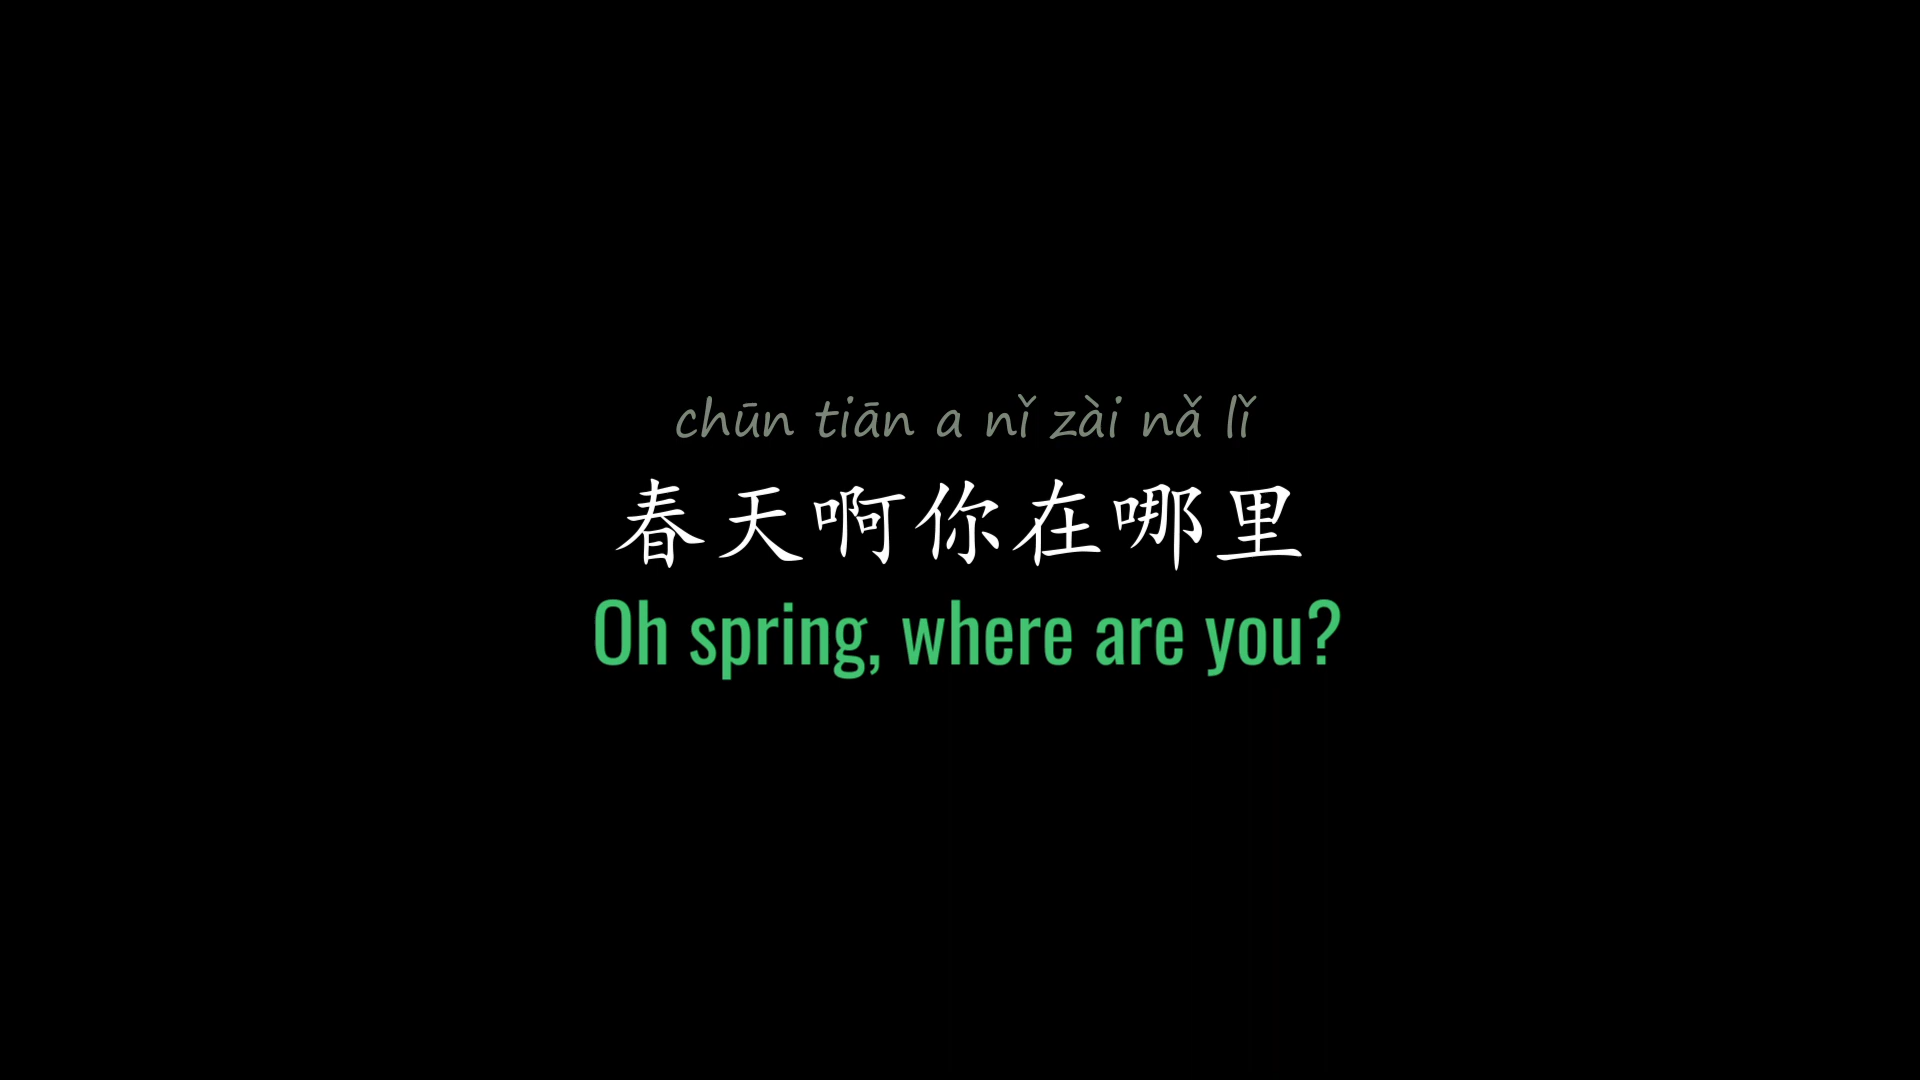 chūn tiān a nǐ zài nǎ lǐ
春天啊你在哪里
Oh spring, where are you?